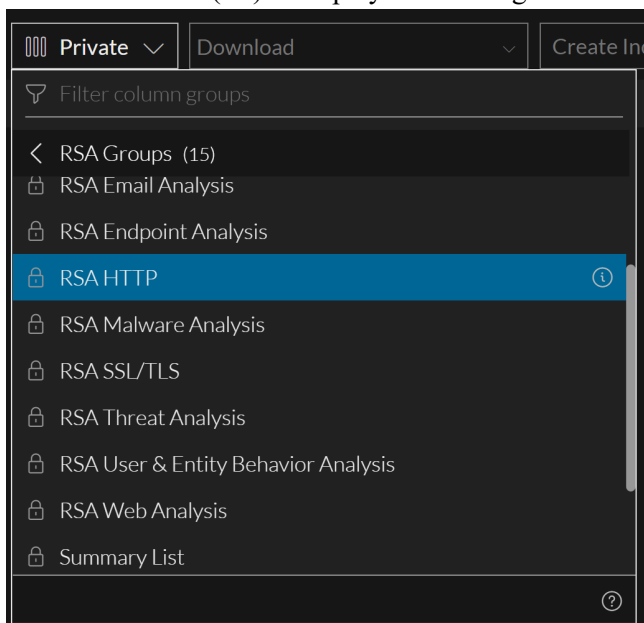 Private Download Create In
Filter column groups
RSA Groups (15)
RSA Email Analysis
RSA Endpoint Analysis
RSA HTTP
RSA Malware Analysis
RSA SSL/TLS
RSA Threat Analysis
RSA User & Entity Behavior Analysis
RSA Web Analysis
Summary List